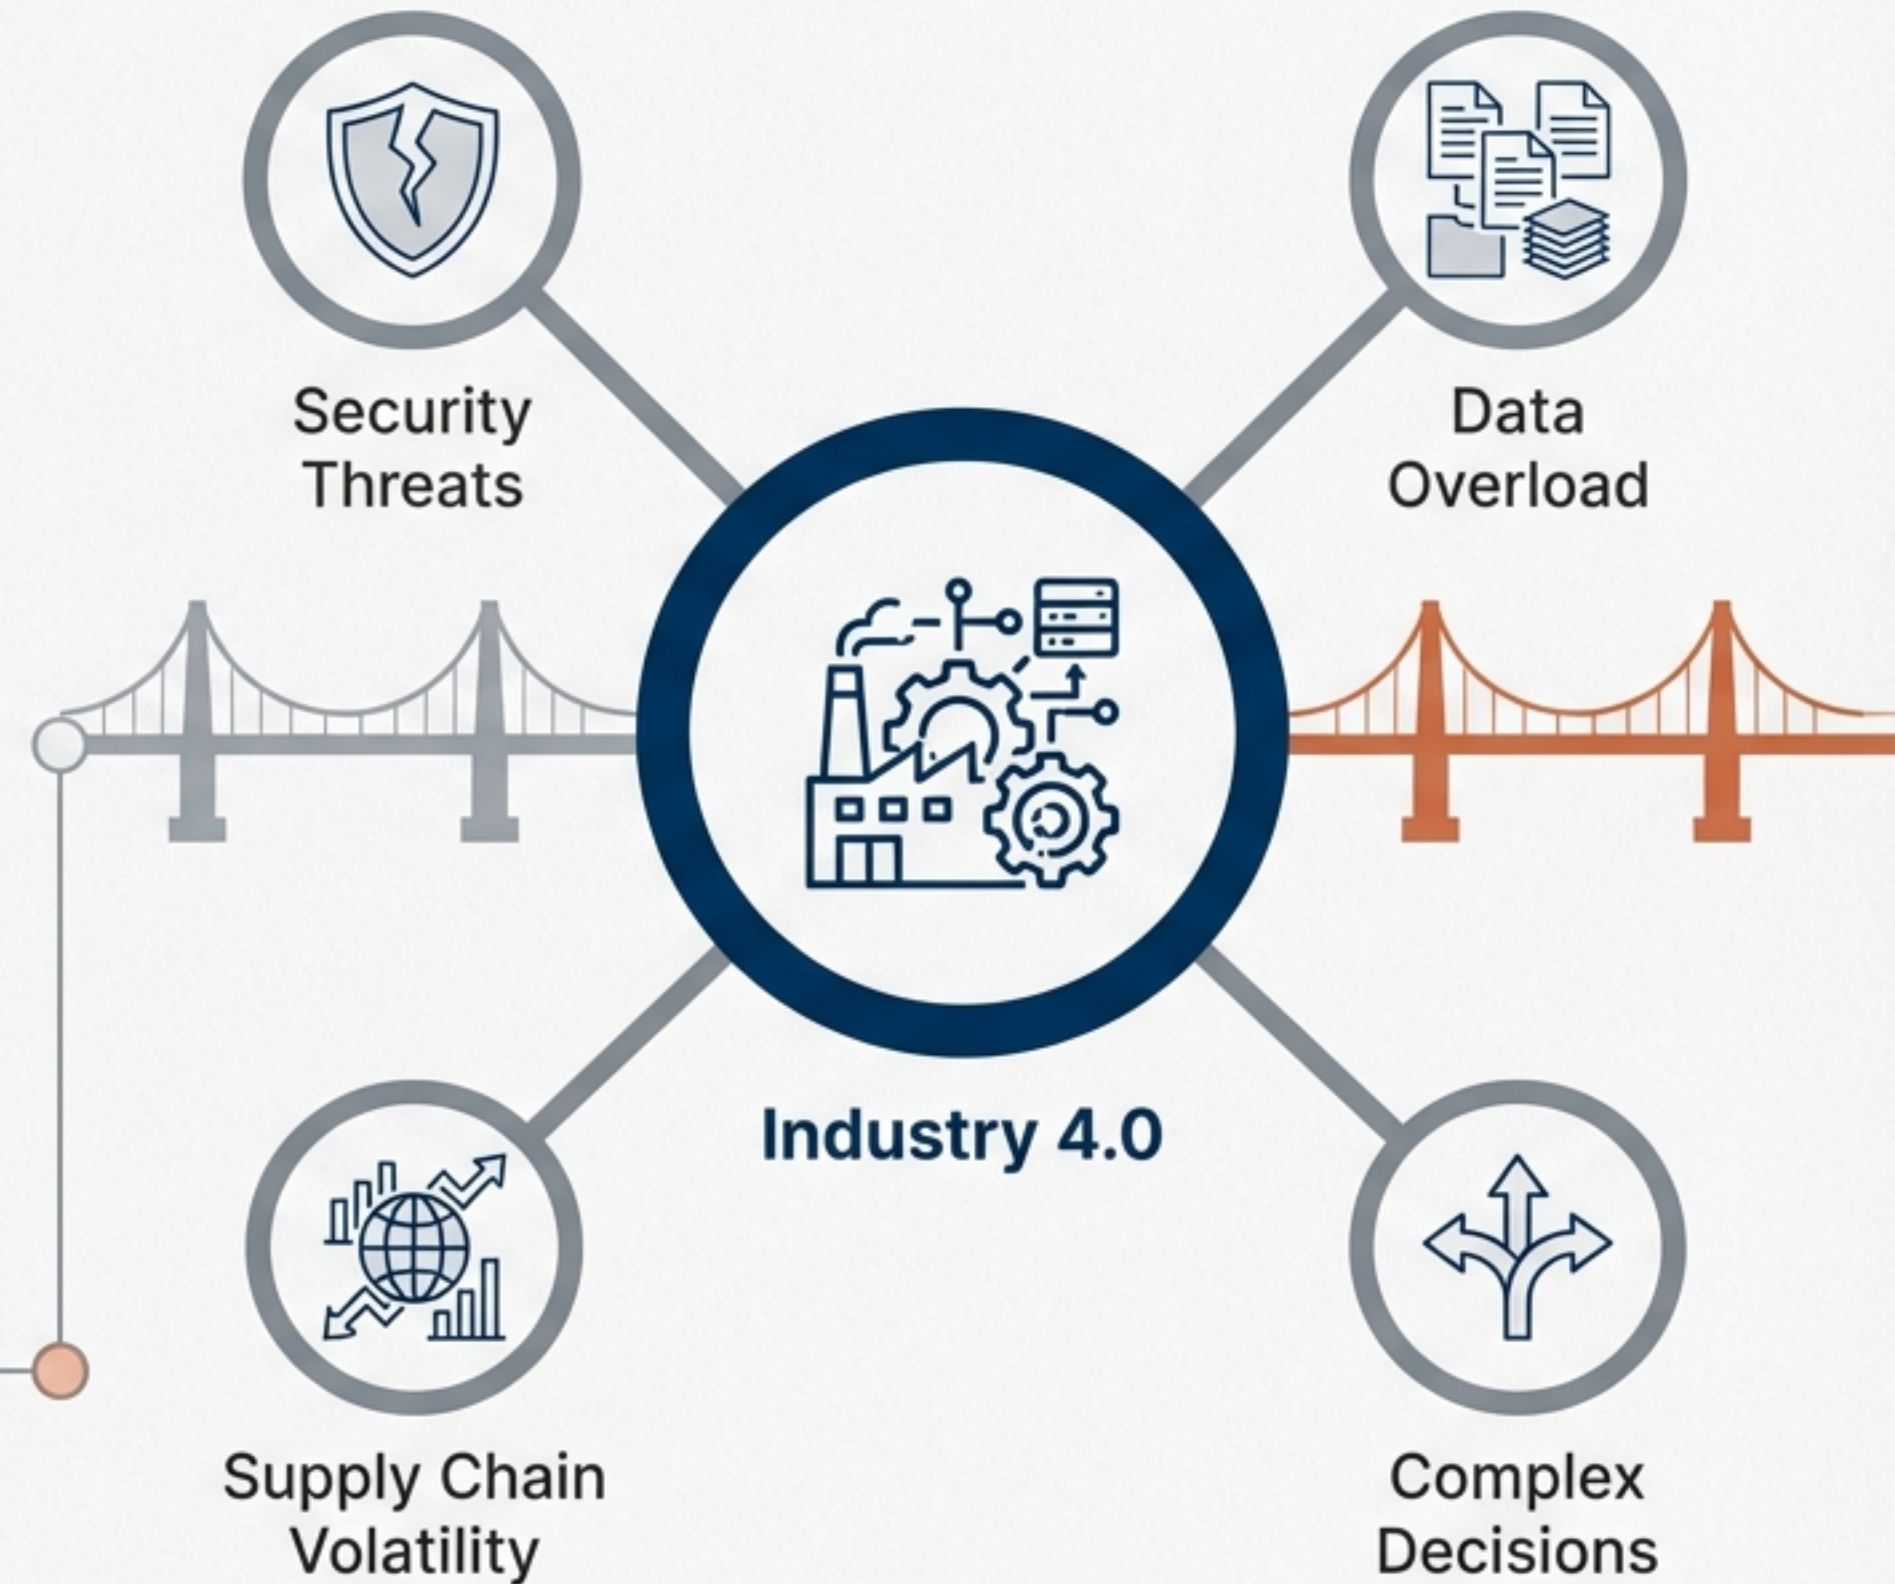 Security
Threats
Data
Overload
Industry 4.0
Supply Chain
Volatility
Complex
Decisions